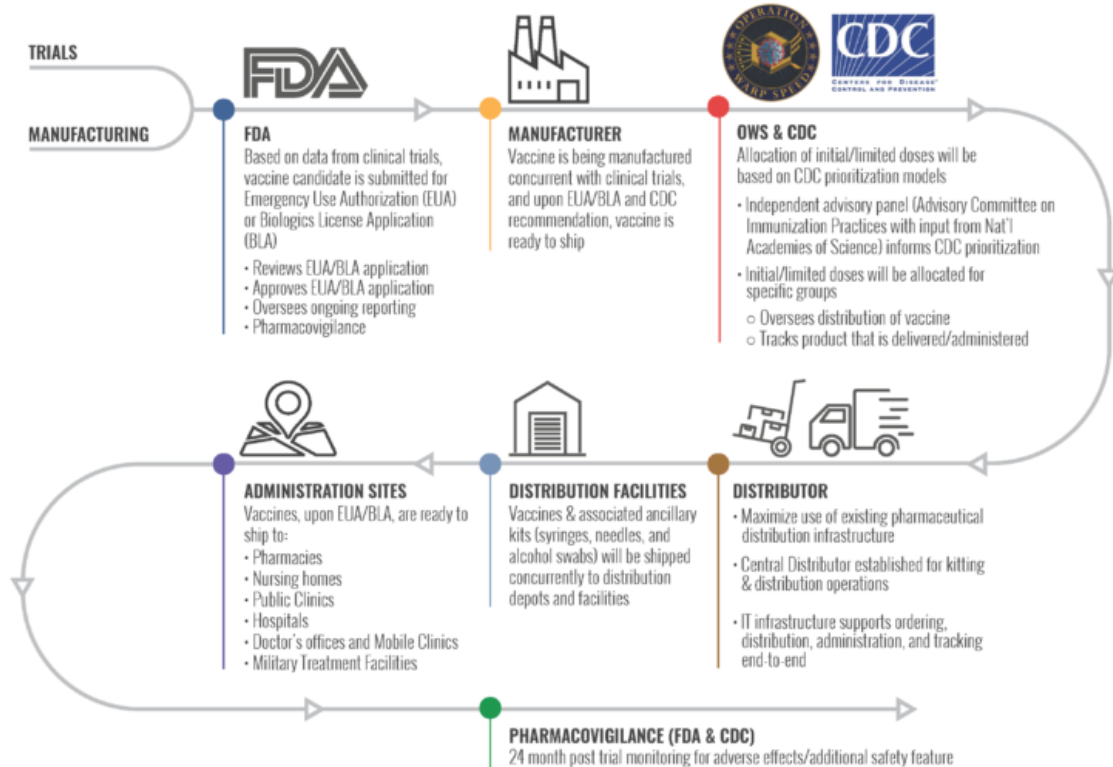 TRIALS
MANUFACTURING
FDA
OPERATION
WARP SPEED
CDC
CENTERS FOR DISEASE
CONTROL AND PREVENTION
FDA
Based on data from clinical trials,
vaccine candidate is submitted for
Emergency Use Authorization (EUA)
or Biologics License Application
(BLA)
• Reviews EUA/BLA application
• Approves EUA/BLA application
• Oversees ongoing reporting
• Pharmacovigilance
MANUFACTURER
Vaccine is being manufactured
concurrent with clinical trials,
and upon EUA/BLA and CDC
recommendation, vaccine is
ready to ship
OWS & CDC
Allocation of initial/limited doses will be
based on CDC prioritization models
• Independent advisory panel (Advisory Committee on
Immunization Practices with input from Nat'l
Academies of Science) informs CDC prioritization
• Initial/limited doses will be allocated for
specific groups
○ Oversees distribution of vaccine
○ Tracks product that is delivered/administered
ADMINISTRATION SITES
Vaccines, upon EUA/BLA, are ready to
ship to:
• Pharmacies
• Nursing homes
• Public Clinics
• Hospitals
• Doctor's offices and Mobile Clinics
• Military Treatment Facilities
DISTRIBUTION FACILITIES
Vaccines & associated ancillary
kits (syringes, needles, and
alcohol swabs) will be shipped
concurrently to distribution
depots and facilities
DISTRIBUTOR
• Maximize use of existing pharmaceutical
distribution infrastructure
• Central Distributor established for kitting
& distribution operations
• IT infrastructure supports ordering,
distribution, administration, and tracking
end-to-end
PHARMACOVIGILANCE (FDA & CDC)
24 month post trial monitoring for adverse effects/additional safety feature